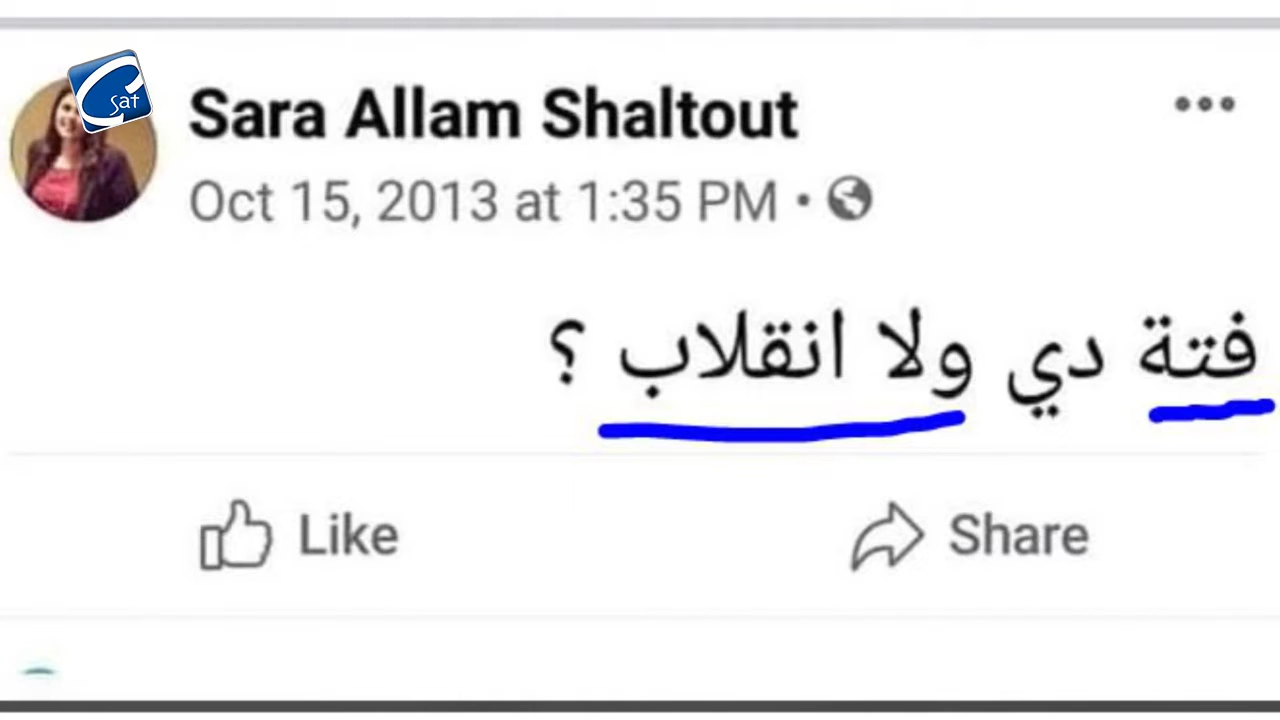 C sat
Sara Allam Shaltout
Oct 15, 2013 at 1:35 PM •
فتة دي ولا انقلاب ؟
Like
Share